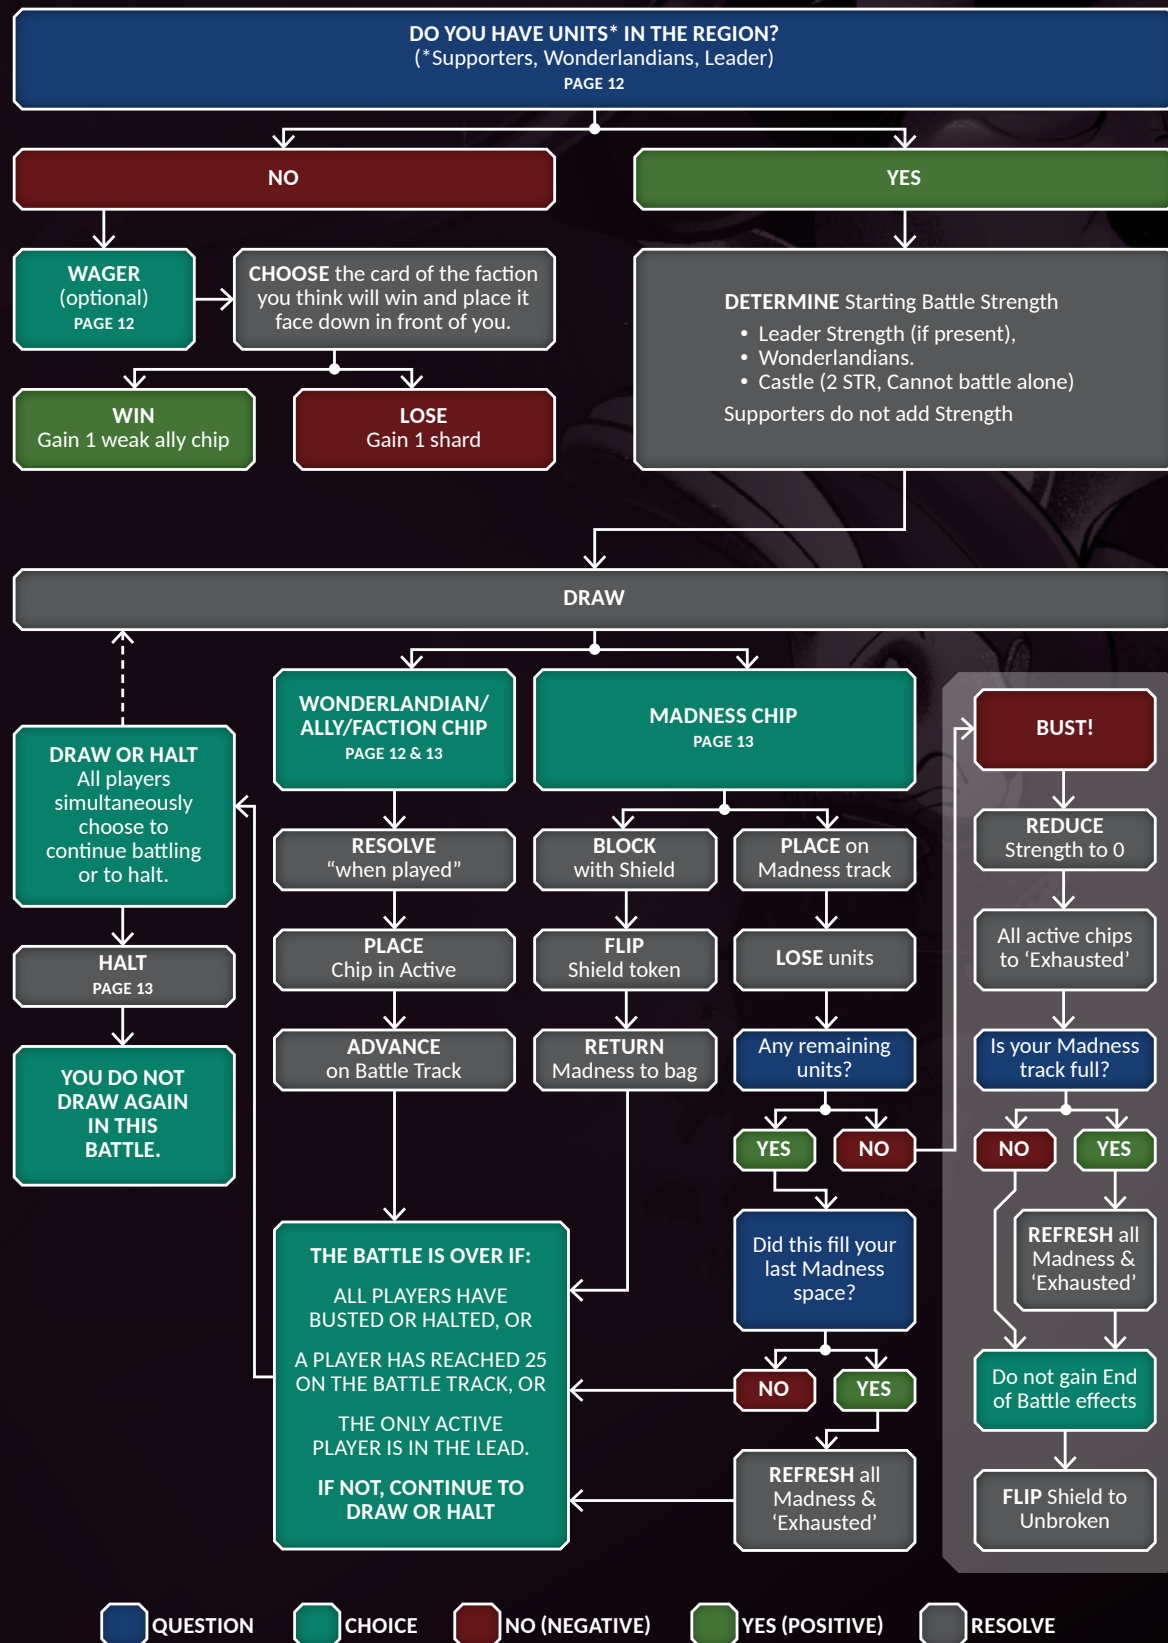 DO YOU HAVE UNITS* IN THE REGION?
(*Supporters, Wonderlandians, Leader)
PAGE 12
NO
YES
WAGER
(optional)
PAGE 12
CHOOSE the card of the faction
you think will win and place it
face down in front of you.
WIN
Gain 1 weak ally chip
LOSE
Gain 1 shard
DETERMINE Starting Battle Strength
• Leader Strength (if present),
• Wonderlandians.
• Castle (2 STR, Cannot battle alone)
Supporters do not add Strength
DRAW
DRAW OR HALT
All players
simultaneously
choose to
continue battling
or to halt.
HALT
PAGE 13
YOU DO NOT
DRAW AGAIN
IN THIS
BATTLE.
WONDERLANDIAN/
ALLY/FACTION CHIP
PAGE 12 & 13
RESOLVE
“when played”
PLACE
Chip in Active
ADVANCE
on Battle Track
MADNESS CHIP
PAGE 13
BLOCK
with Shield
FLIP
Shield token
RETURN
Madness to bag
PLACE on
Madness track
LOSE units
Any remaining
units?
YES
NO
Did this fill your
last Madness
space?
NO
YES
REFRESH all
Madness &
‘Exhausted’
THE BATTLE IS OVER IF:
ALL PLAYERS HAVE
BUSTED OR HALTED, OR
A PLAYER HAS REACHED 25
ON THE BATTLE TRACK, OR
THE ONLY ACTIVE
PLAYER IS IN THE LEAD.
IF NOT, CONTINUE TO
DRAW OR HALT
BUST!
REDUCE
Strength to 0
All active chips
to ‘Exhausted’
Is your Madness
track full?
NO
YES
REFRESH all
Madness &
‘Exhausted’
Do not gain End
of Battle effects
FLIP Shield to
Unbroken
QUESTION
CHOICE
NO (NEGATIVE)
YES (POSITIVE)
RESOLVE